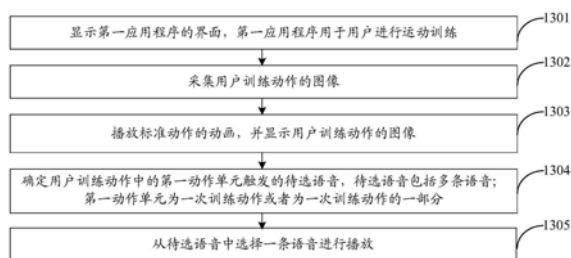 显示第一应用程序的界面，第一应用程序用于用户进行运动训练
1301
采集用户训练动作的图像
1302
播放标准动作的动画，并显示用户训练动作的图像
1303
确定用户训练动作中的第一动作单元触发的待选语音，待选语音包括多条语音；
第一动作单元为一次训练动作或者为一次训练动作的一部分
1304
从待选语音中选择一条语音进行播放
1305